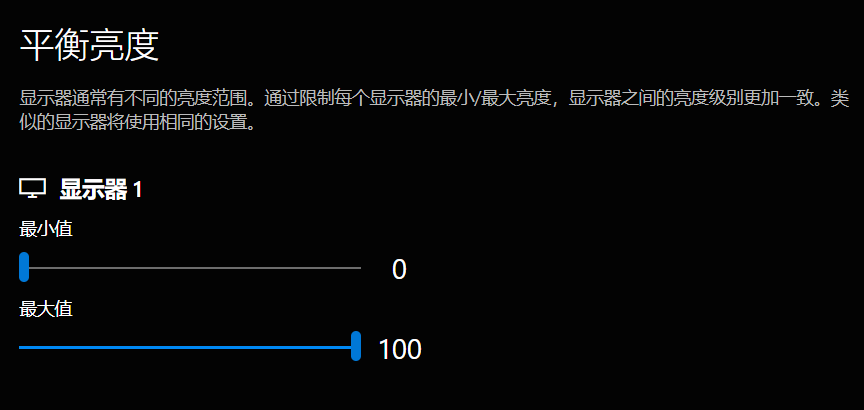 平衡亮度
显示器通常有不同的亮度范围。通过限制每个显示器的最小/最大亮度，显示器之间的亮度级别更加一致。类
似的显示器将使用相同的设置。
显示器 1
最小值
0
最大值
100